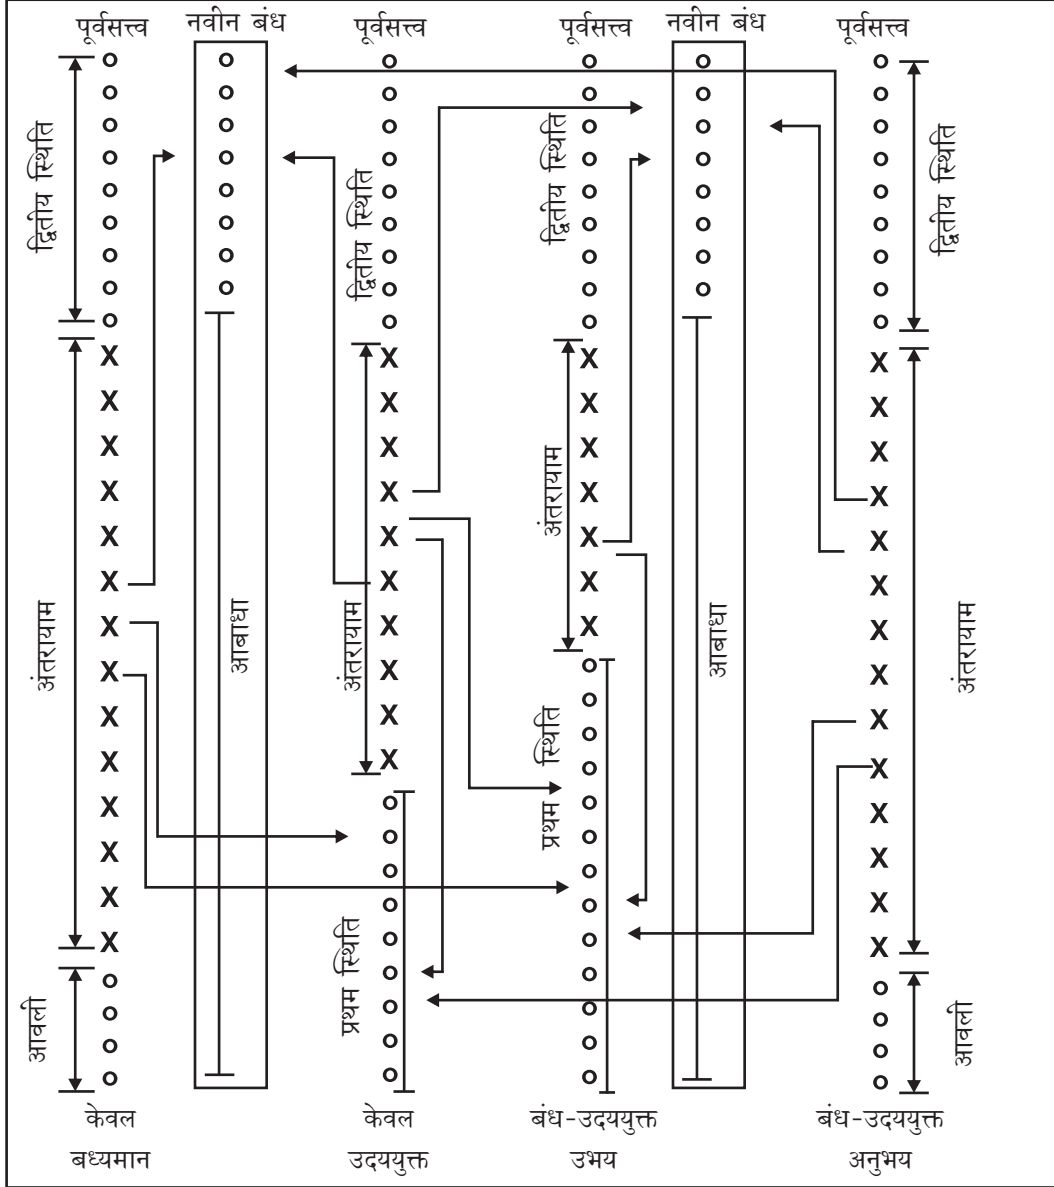 पूर्वसत्त्व
नवीन बंध
पूर्वसत्त्व
पूर्वसत्त्व
नवीन बंध
पूर्वसत्त्व
द्वितीय स्थिति
द्वितीय स्थिति
द्वितीय स्थिति
द्वितीय स्थिति
X X X X X X X X X X X X X X
X X X X X X X X X X
X X X X X X X
X X X X X X X X X X X X X X
अंतरायाम
आबाधा
अंतरायाम
अंतरायाम
आबाधा
अंतरायाम
आवली
प्रथम स्थिति
प्रथम स्थिति
आवली
केवल
बध्यमान
केवल
उदययुक्त
बंध-उदययुक्त
उभय
बंध-उदययुक्त
अनुभय